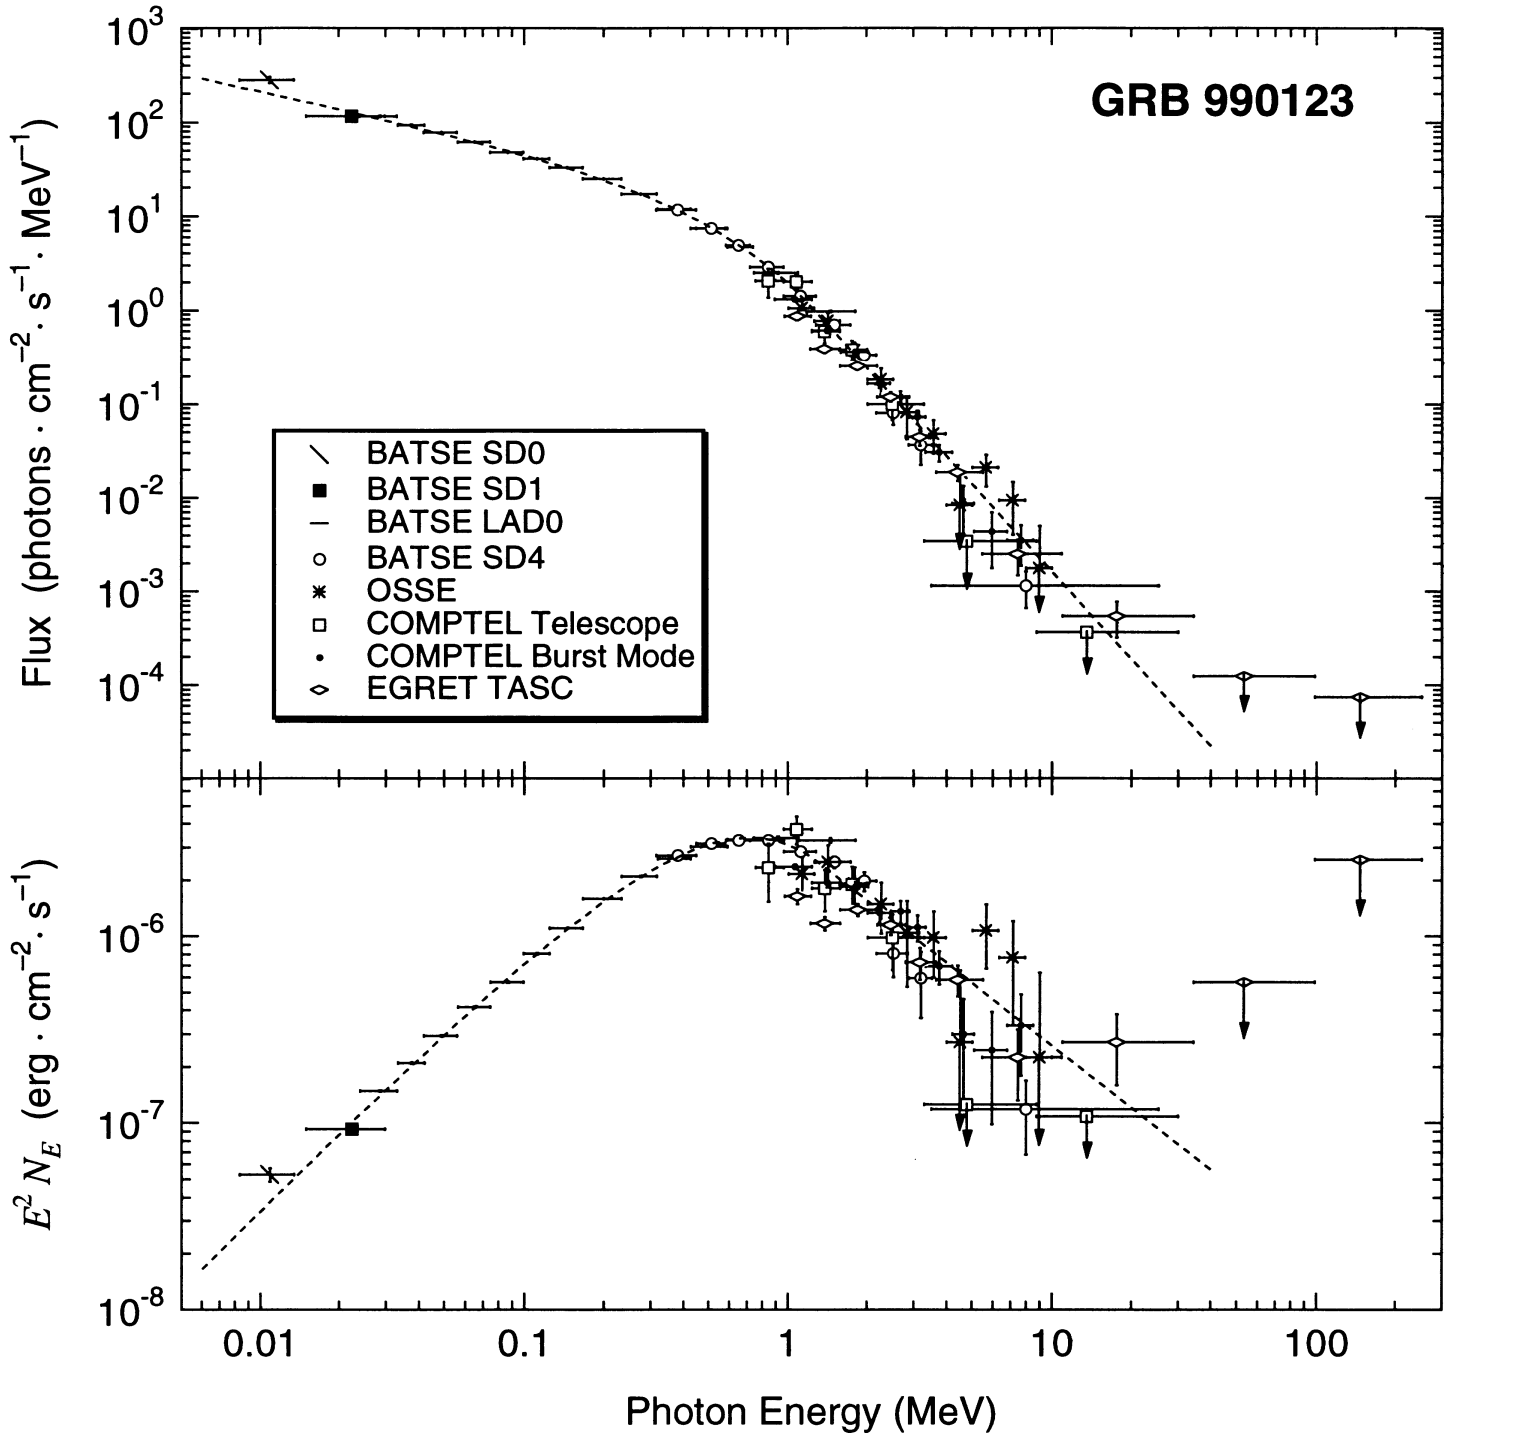 GRB 990123
10³
10²
10¹
10⁰
10⁻¹
10⁻²
10⁻³
10⁻⁴
Flux (photons · cm⁻² · s⁻¹ · MeV⁻¹)
BATSE SD0
BATSE SD1
BATSE LAD0
BATSE SD4
OSSE
COMPTEL Telescope
COMPTEL Burst Mode
EGRET TASC
10⁻⁶
10⁻⁷
10⁻⁸
E² N_E (erg · cm⁻² · s⁻¹)
0.01 0.1 1 10 100
Photon Energy (MeV)